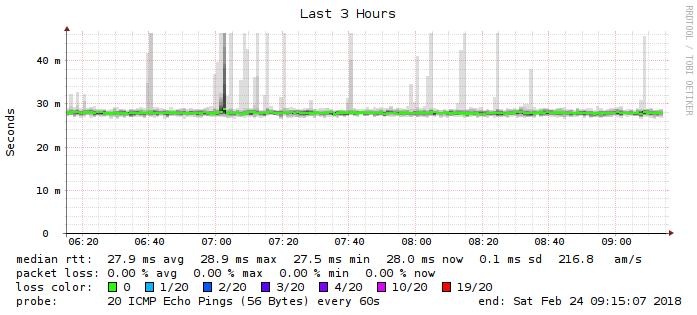 Last 3 Hours
RRDTOOL / TOBI OETIKER
Seconds
40 m
30 m
20 m
10 m
0
06:20 06:40 07:00 07:20 07:40 08:00 08:20 08:40 09:00
median rtt: 27.9 ms avg 28.9 ms max 27.5 ms min 28.0 ms now 0.1 ms sd 216.8 am/s
packet loss: 0.00 % avg 0.00 % max 0.00 % min 0.00 % now
loss color: 0 1/20 2/20 3/20 4/20 10/20 19/20
probe: 20 ICMP Echo Pings (56 Bytes) every 60s end: Sat Feb 24 09:15:07 2018